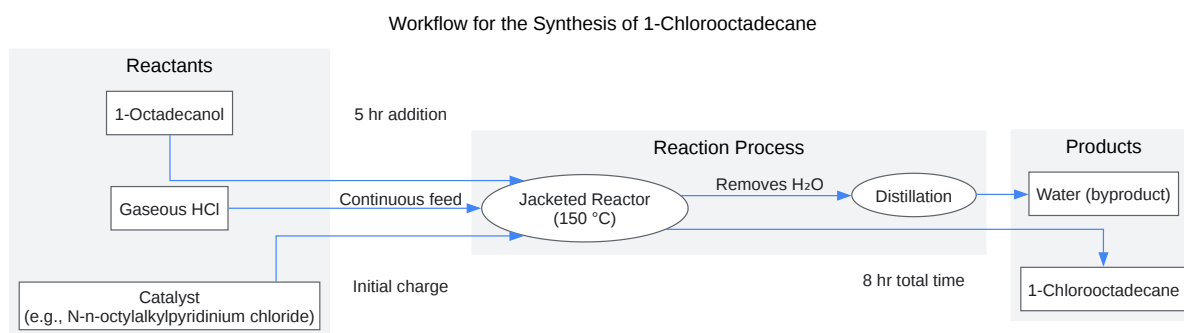 Workflow for the Synthesis of 1-Chlorooctadecane
Reactants
1-Octadecanol
5 hr addition
Reaction Process
Products
Gaseous HCl
Continuous feed
Jacketed Reactor
(150 °C)
Removes H₂O
Distillation
Water (byproduct)
Catalyst
(e.g., N-n-octylalkylpyridinium chloride)
Initial charge
8 hr total time
1-Chlorooctadecane